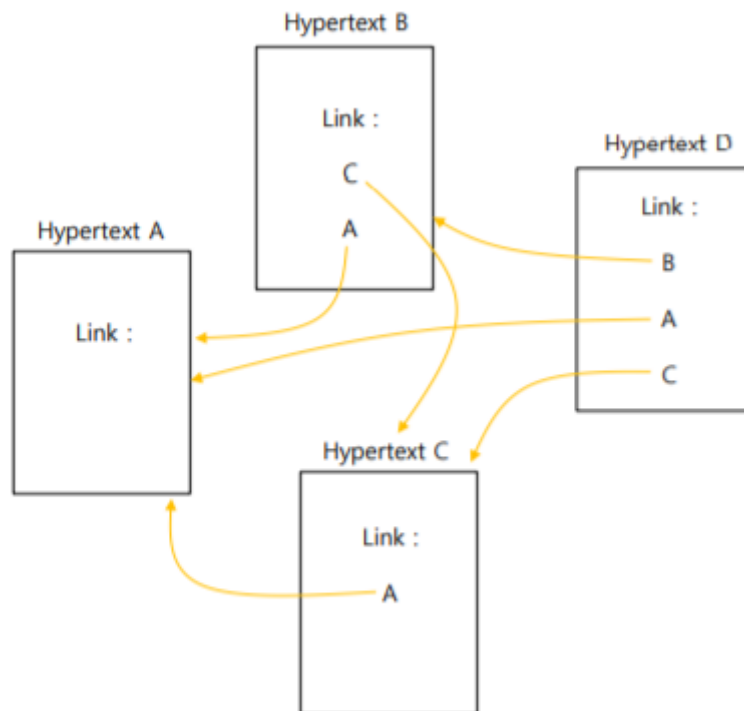 Hypertext B
Link :
C
A
Hypertext D
Link :
B
A
C
Hypertext A
Link :
Hypertext C
Link :
A